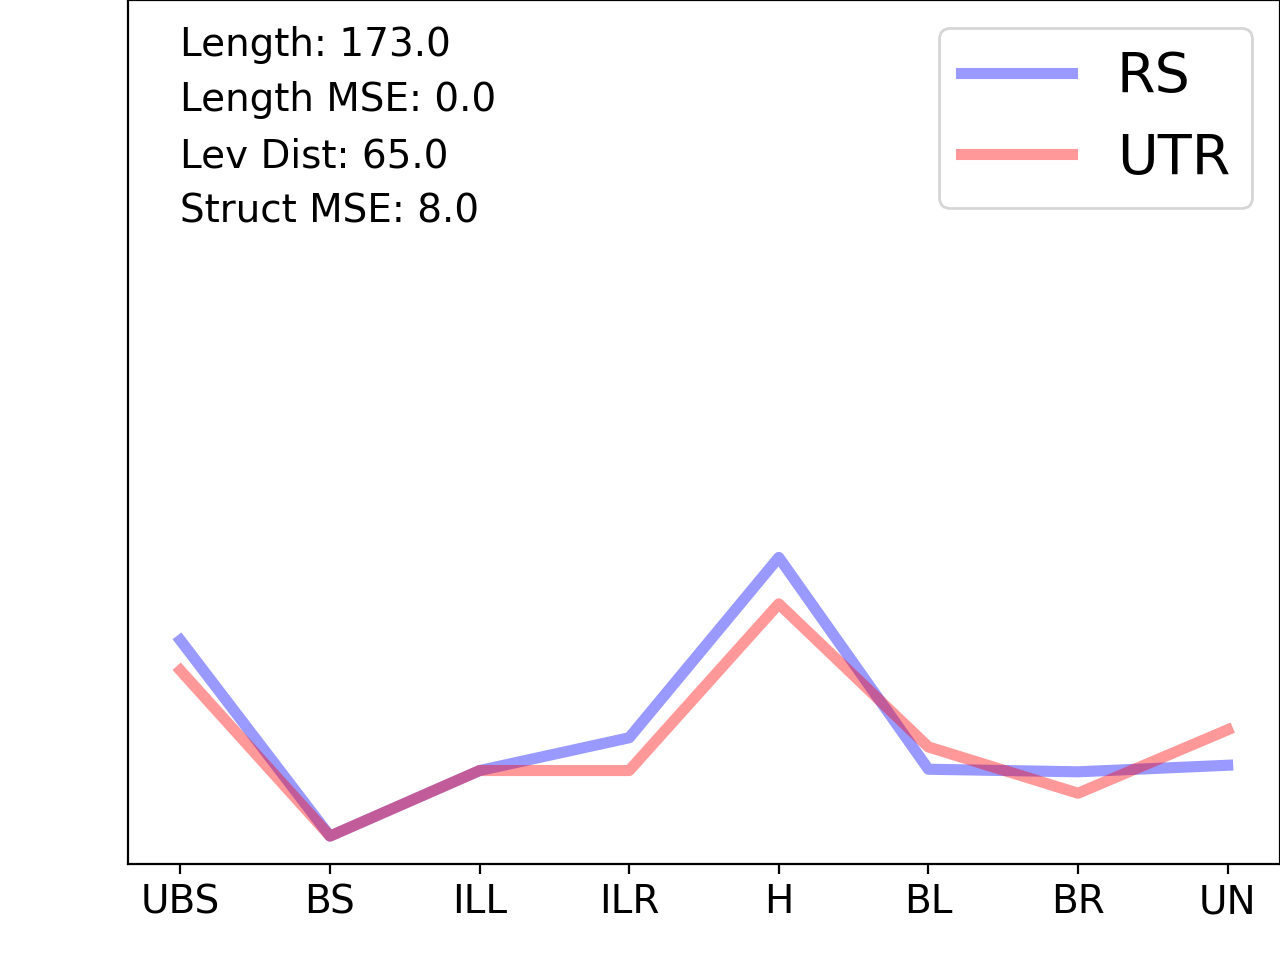 Length: 173.0
Length MSE: 0.0
Lev Dist: 65.0
Struct MSE: 8.0
RS
UTR
UBS BS ILL ILR H BL BR UN